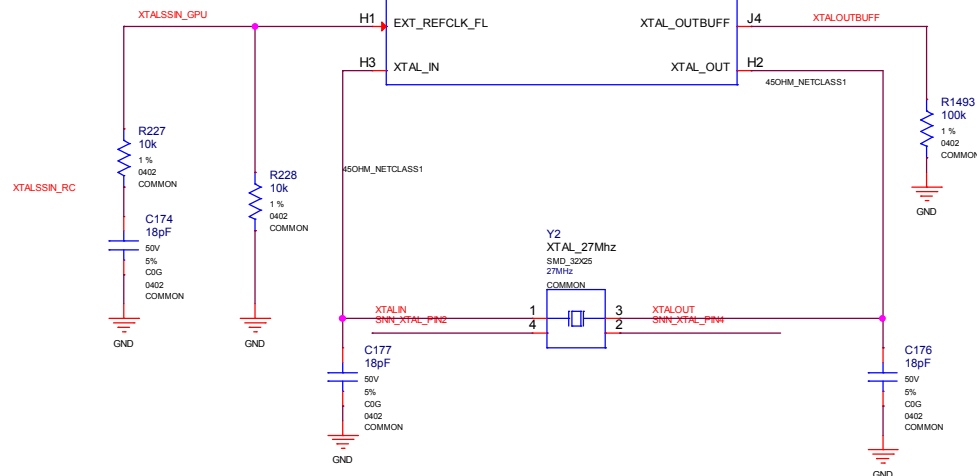 XTALSSIN_GPU
H1
EXT_REFCLK_FL
XTAL_OUTBUFF
J4
XTALOUTBUFF
H3
XTAL_IN
XTAL_OUT
H2
45OHM_NETCLASS1
R1493
100k
1 %
0402
COMMON
GND
R227
10k
1 %
0402
COMMON
45OHM_NETCLASS1
XTALSSIN_RC
R228
10k
1 %
0402
COMMON
C174
18pF
50V
5%
C0G
0402
COMMON
GND
GND
Y2
XTAL_27Mhz
SMD_32X25
27MHz
COMMON
XTALIN
1
3
XTALOUT
SNN_XTAL_PIN2
4
2
SNN_XTAL_PIN4
C177
18pF
50V
5%
C0G
0402
COMMON
GND
C176
18pF
50V
5%
C0G
0402
COMMON
GND